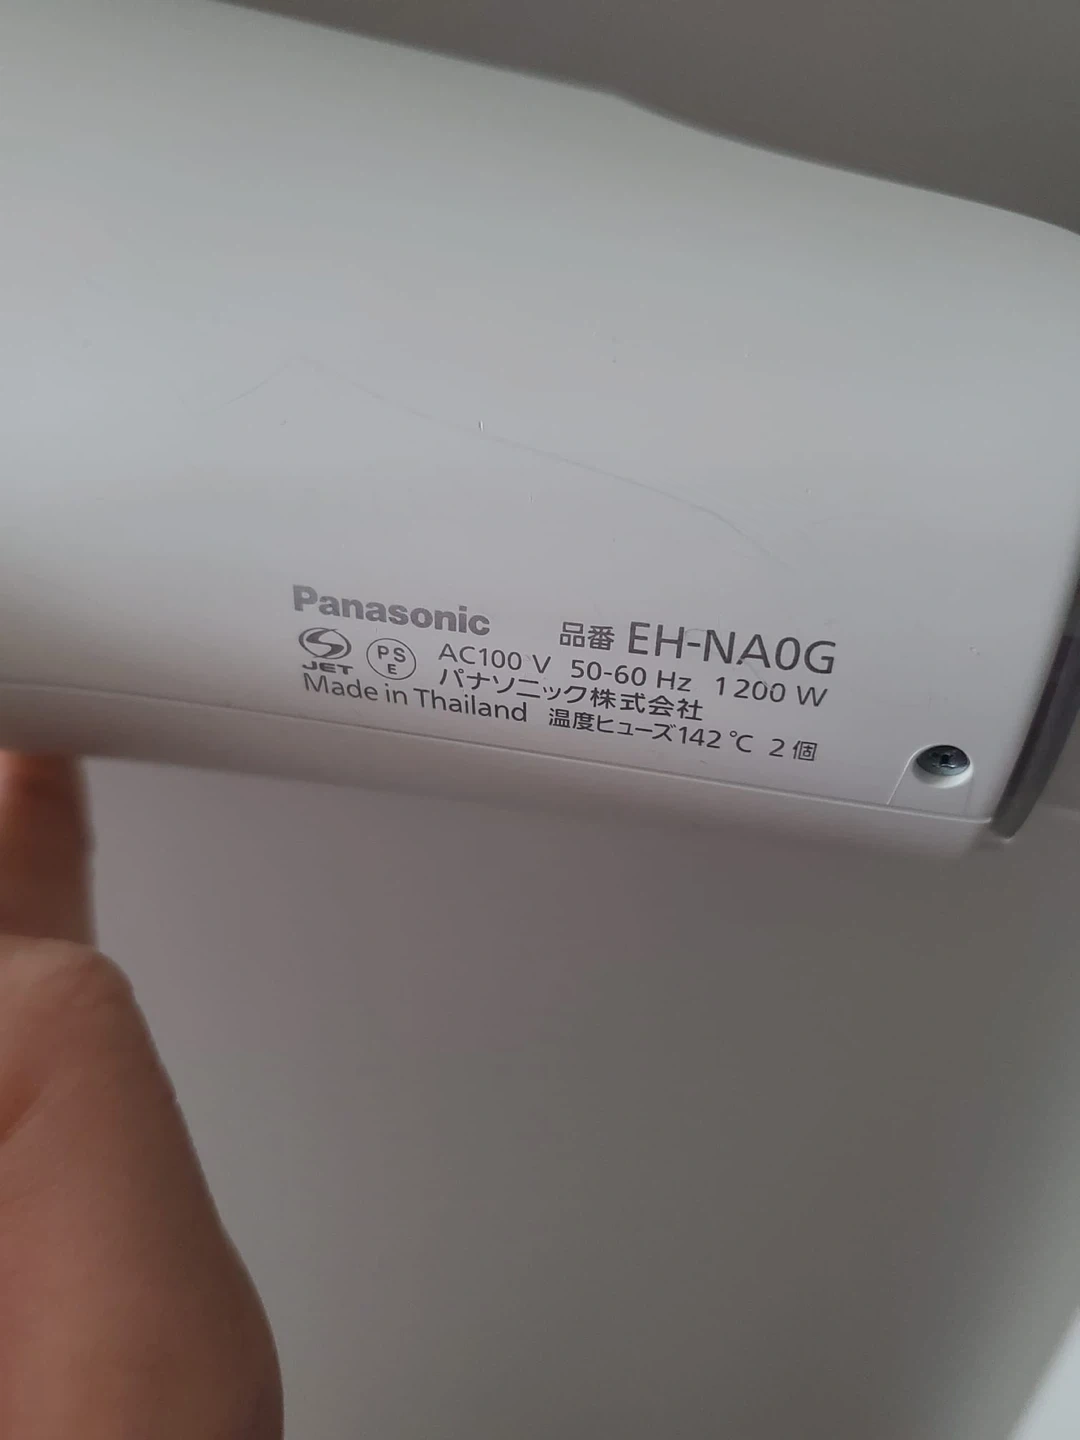 Panasonic 品番 EH-NA0G
JET PS E AC100 V 50-60 Hz 1200 W
パナソニック株式会社
Made in Thailand 温度ヒューズ142℃ 2個